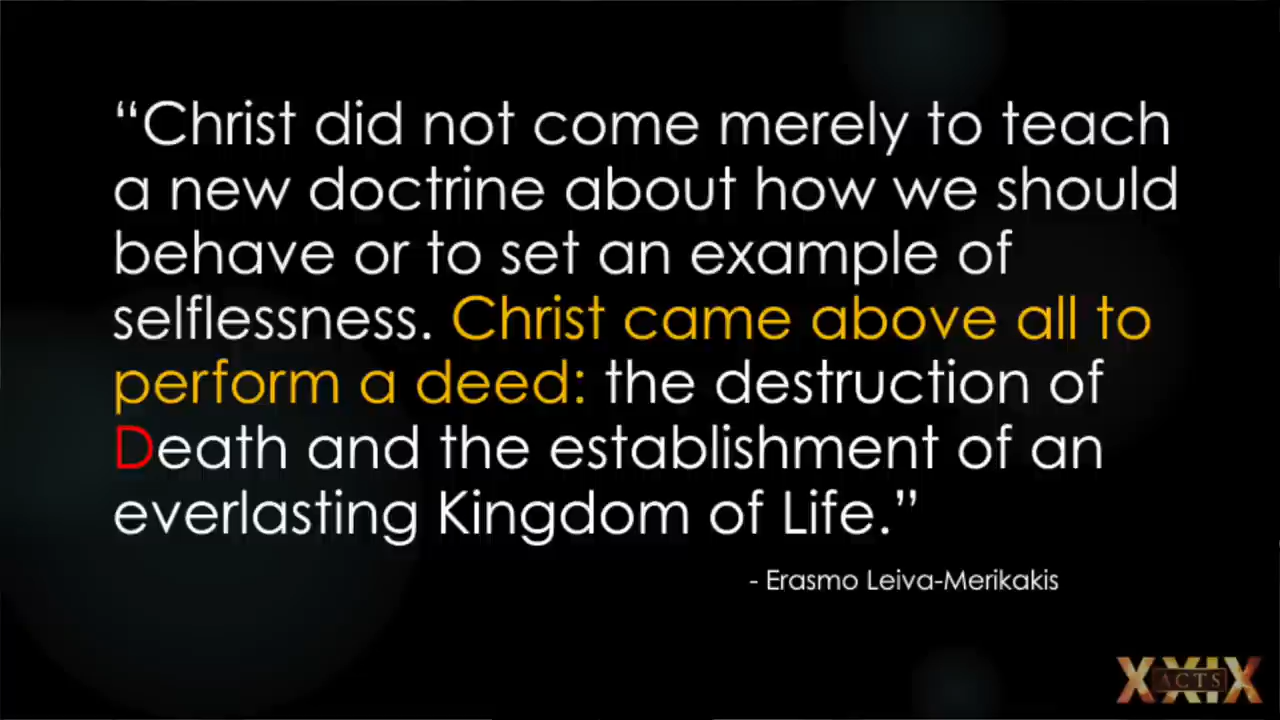 “Christ did not come merely to teach
a new doctrine about how we should
behave or to set an example of
selflessness. Christ came above all to
perform a deed: the destruction of
Death and the establishment of an
everlasting Kingdom of Life.”
- Erasmo Leiva-Merikakis
XXIX
ACTS